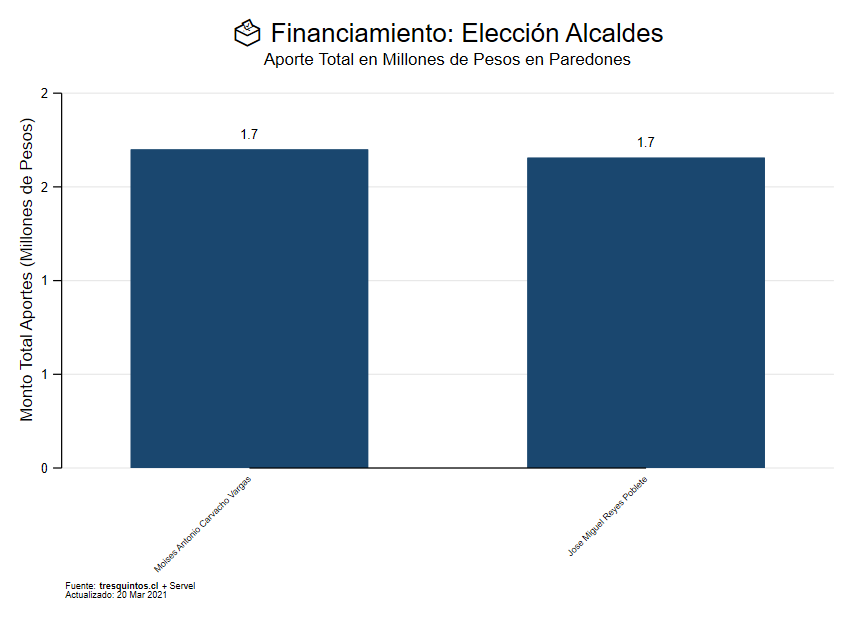 Financiamiento: Elección Alcaldes
Aporte Total en Millones de Pesos en Paredones
Monto Total Aportes (Millones de Pesos)
2
2
1
1
0
1.7
1.7
Moises Antonio Carvacho Vargas
Jose Miguel Reyes Poblete
Fuente: tresquintos.cl + Servel
Actualizado: 20 Mar 2021